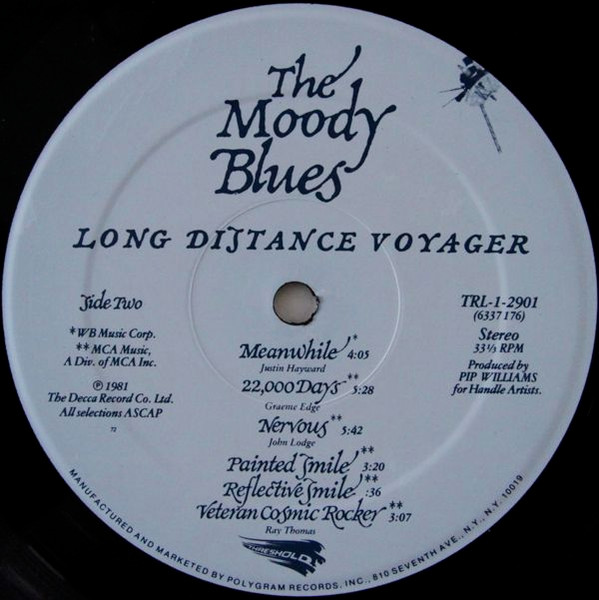 The
Moody
Blues
LONG DISTANCE VOYAGER
Side Two
*WB Music Corp.
** MCA Music,
A Div. of MCA Inc.
℗ 1981
The Decca Record Co. Ltd.
All selections ASCAP
72
TRL-1-2901
(6337 176)
Stereo
33⅓ RPM
Produced by
PIP WILLIAMS
for Handle Artists.
Meanwhile* 4:05
Justin Hayward
22,000 Days** 5:28
Graeme Edge
Nervous** 5:42
John Lodge
Painted Smile** 3:20
Reflective Smile** :36
Veteran Cosmic Rocker** 3:07
Ray Thomas
THRESHOLD
MANUFACTURED AND MARKETED BY POLYGRAM RECORDS, INC., 810 SEVENTH AVE., N.Y., N.Y. 10019